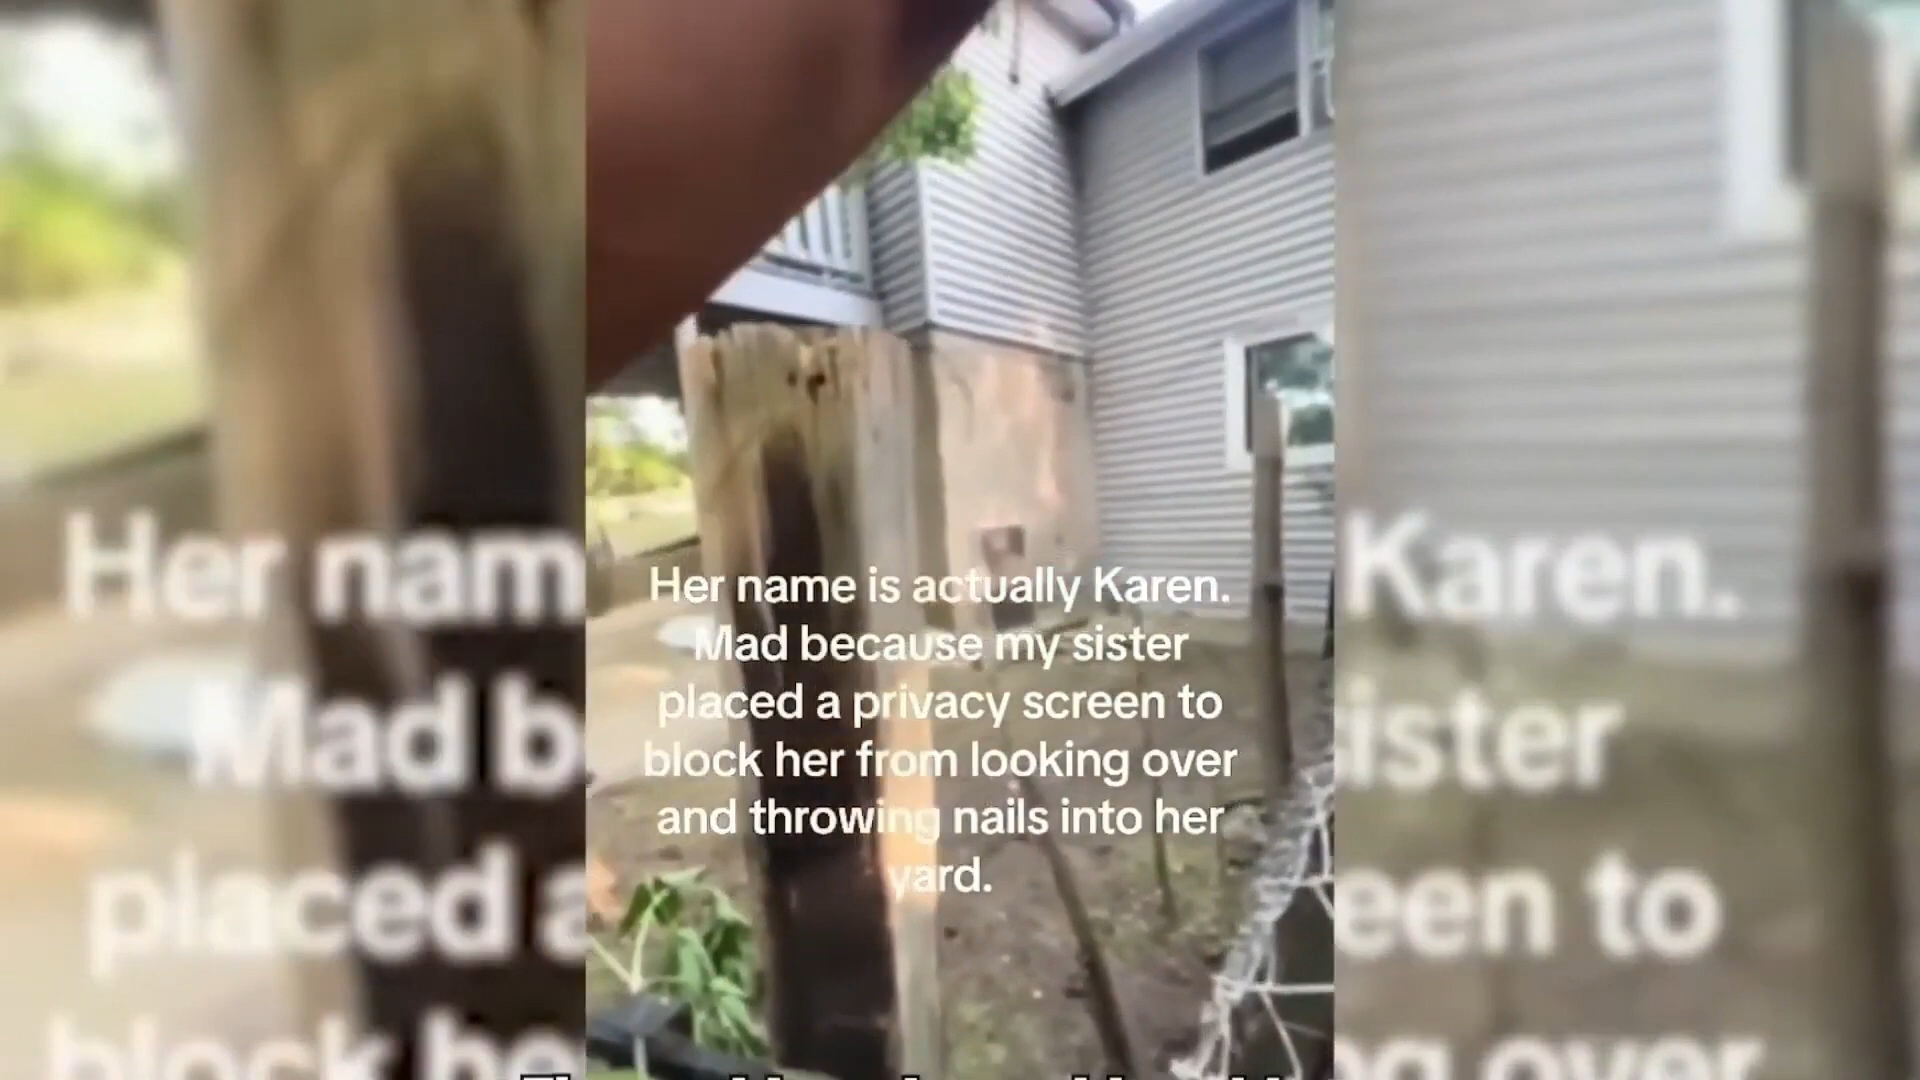 Her name is actually Karen.
Mad because my sister
placed a privacy screen to
block her from looking over
and throwing nails into her
yard.